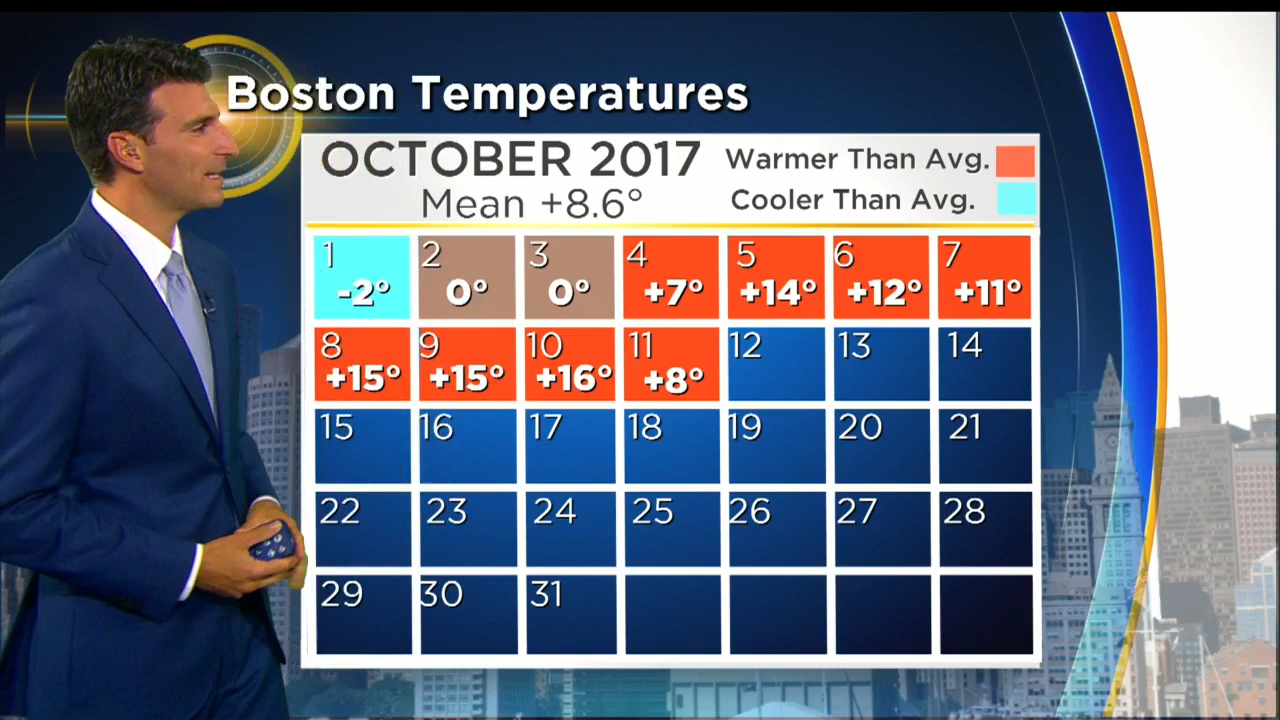 Boston Temperatures
OCTOBER 2017
Warmer Than Avg.
Mean +8.6°
Cooler Than Avg.
1 2 3 4 5 6 7
-2° 0° 0° +7° +14° +12° +11°
8 9 10 11 12 13 14
+15° +15° +16° +8°
15 16 17 18 19 20 21
22 23 24 25 26 27 28
29 30 31